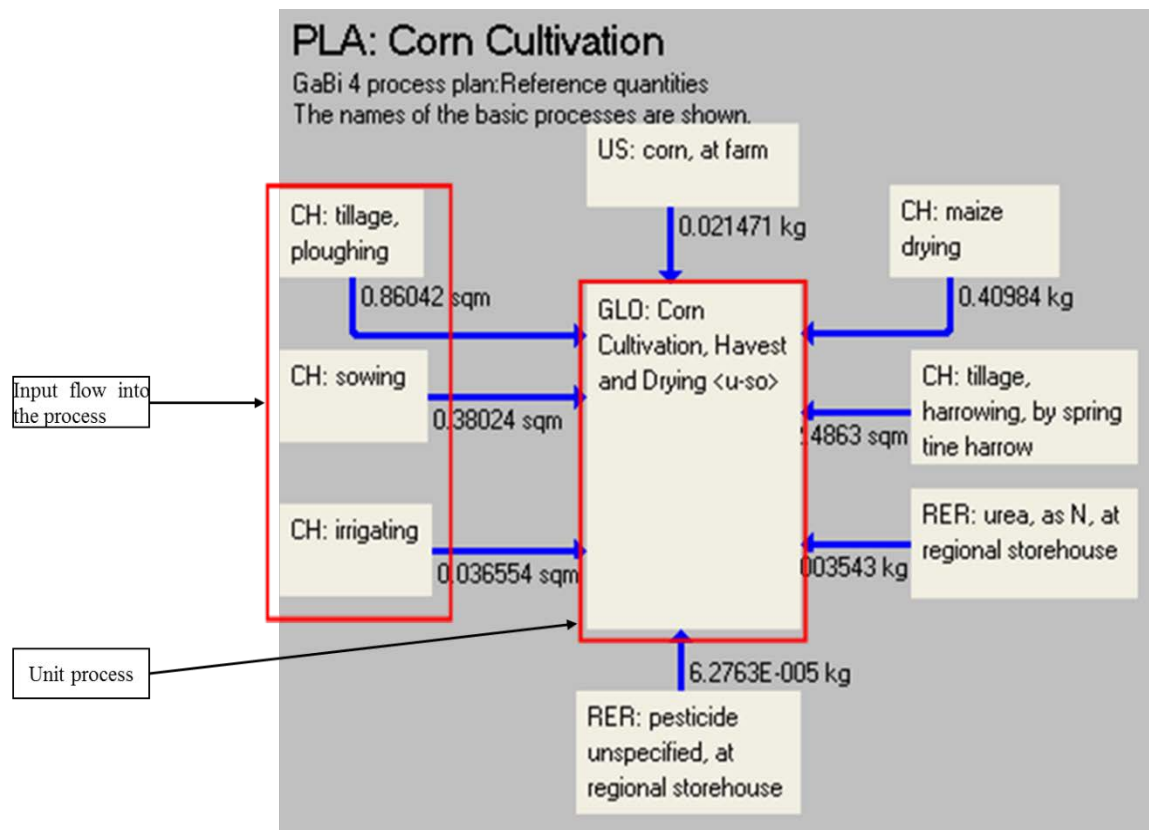 PLA: Corn Cultivation
GaBi 4 process plan:Reference quantities
The names of the basic processes are shown.
US: corn, at farm
0.021471 kg
CH: tillage,
ploughing
0.86042 sqm
CH: maize
drying
0.40984 kg
GLO: Corn
Cultivation, Havest
and Drying <u-so>
Input flow into
the process
CH: sowing
0.38024 sqm
CH: tillage,
harrowing, by spring
tine harrow
4863 sqm
CH: irrigating
0.036554 sqm
RER: urea, as N, at
regional storehouse
003543 kg
Unit process
6.2763E-005 kg
RER: pesticide
unspecified, at
regional storehouse